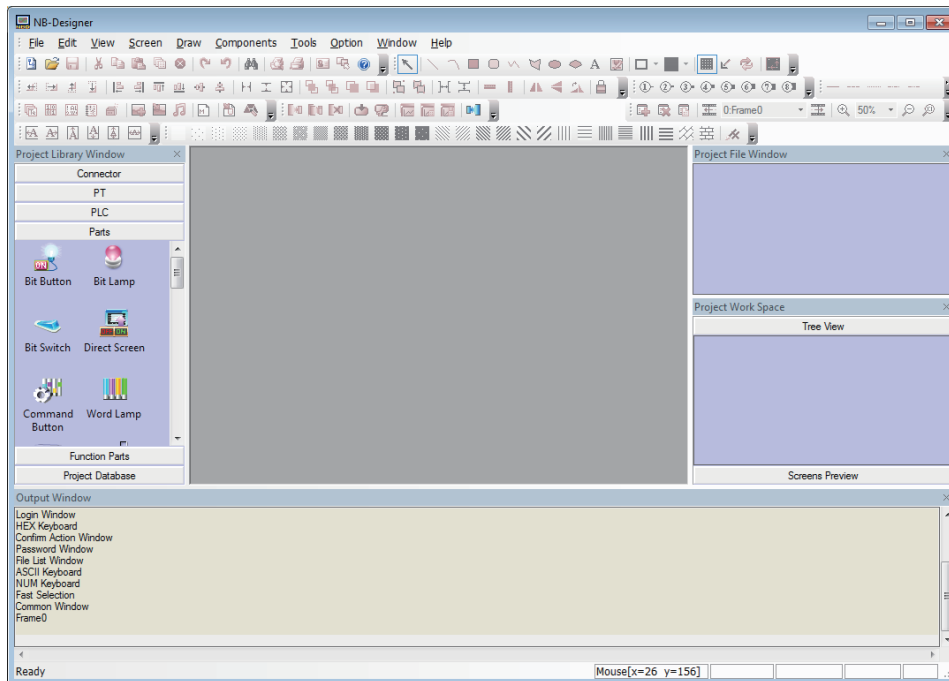 NB-Designer
File Edit View Screen Draw Components Tools Option Window Help
A
0:Frame0 50%
Project Library Window
Connector
PT
PLC
Parts
Bit Button Bit Lamp
Bit Switch Direct Screen
Command Button Word Lamp
Function Parts
Project Database
Project File Window
Project Work Space
Tree View
Screens Preview
Output Window
Login Window
HEX Keyboard
Confirm Action Window
Password Window
File List Window
ASCII Keyboard
NUM Keyboard
Fast Selection
Common Window
Frame0
Ready Mouse[x=26 y=156]